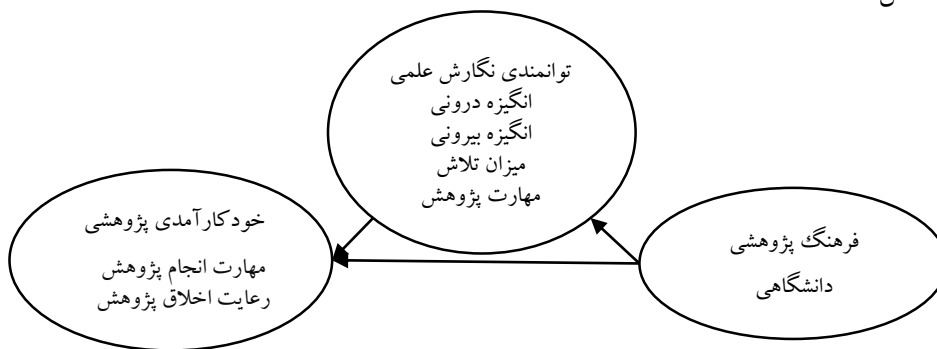 توانمندی نگارش علمی
انگیزه درونی
انگیزه بیرونی
میزان تلاش
مهارت پژوهش
فرهنگ پژوهشی
دانشگاهی
خودکارآمدی پژوهشی
مهارت انجام پژوهش
رعایت اخلاق پژوهش